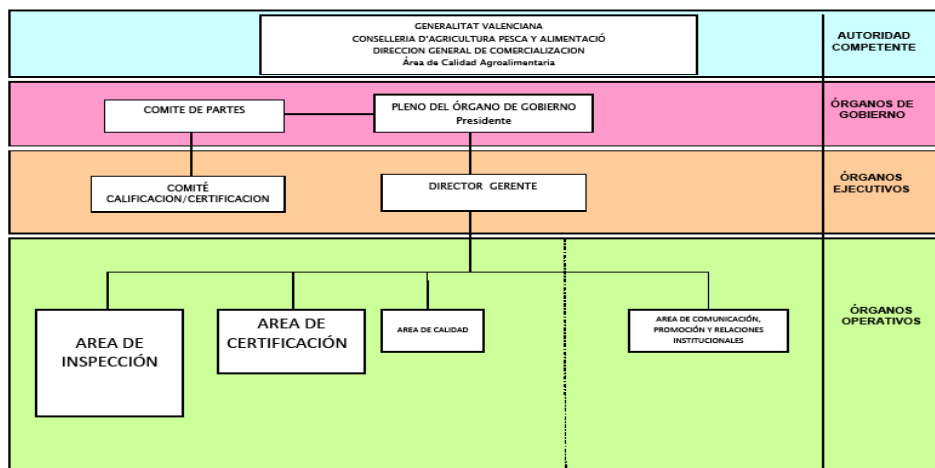 GENERALITAT VALENCIANA
CONSELLERIA D'AGRICULTURA PESCA Y ALIMENTACIÓ
DIRECCION GENERAL DE COMERCIALIZACION
Área de Calidad Agroalimentaria
AUTORIDAD
COMPETENTE
COMITE DE PARTES
PLENO DEL ÓRGANO DE GOBIERNO
Presidente
ÓRGANOS DE
GOBIERNO
COMITÉ
CALIFICACION/CERTIFICACION
DIRECTOR GERENTE
ÓRGANOS
EJECUTIVOS
AREA DE
INSPECCIÓN
AREA DE
CERTIFICACIÓN
AREA DE CALIDAD
AREA DE COMUNICACIÓN,
PROMOCIÓN Y RELACIONES
INSTITUCIONALES
ÓRGANOS
OPERATIVOS